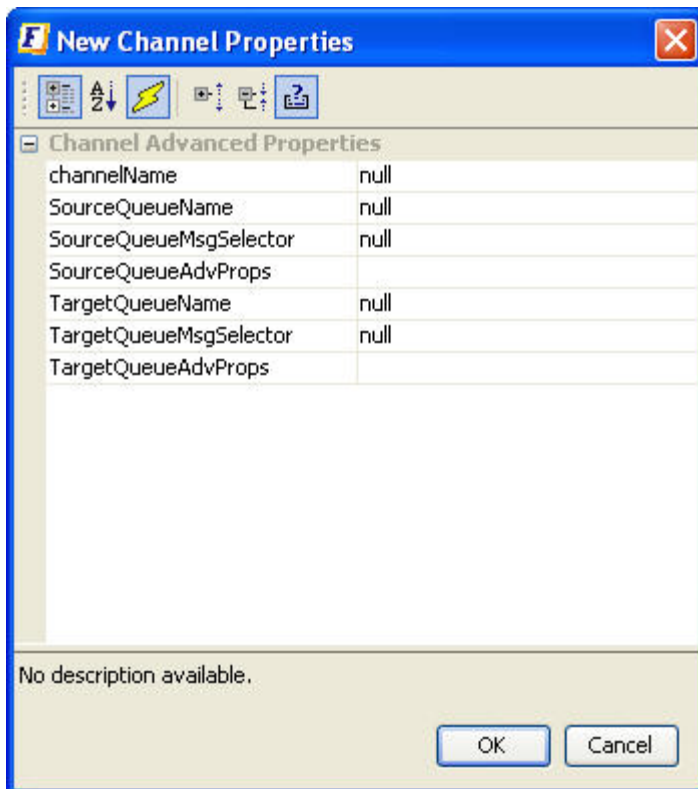 New Channel Properties
Channel Advanced Properties
channelName null
SourceQueueName null
SourceQueueMsgSelector null
SourceQueueAdvProps
TargetQueueName null
TargetQueueMsgSelector null
TargetQueueAdvProps
No description available.
OK Cancel